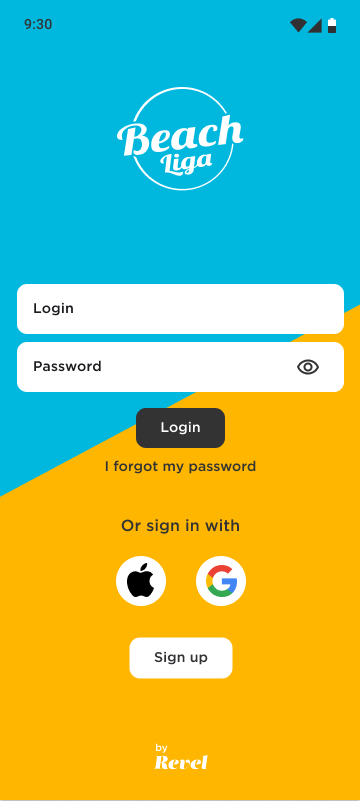 9:30
Beach
Liga
Login
Password
Login
I forgot my password
Or sign in with
Sign up
by
Revel